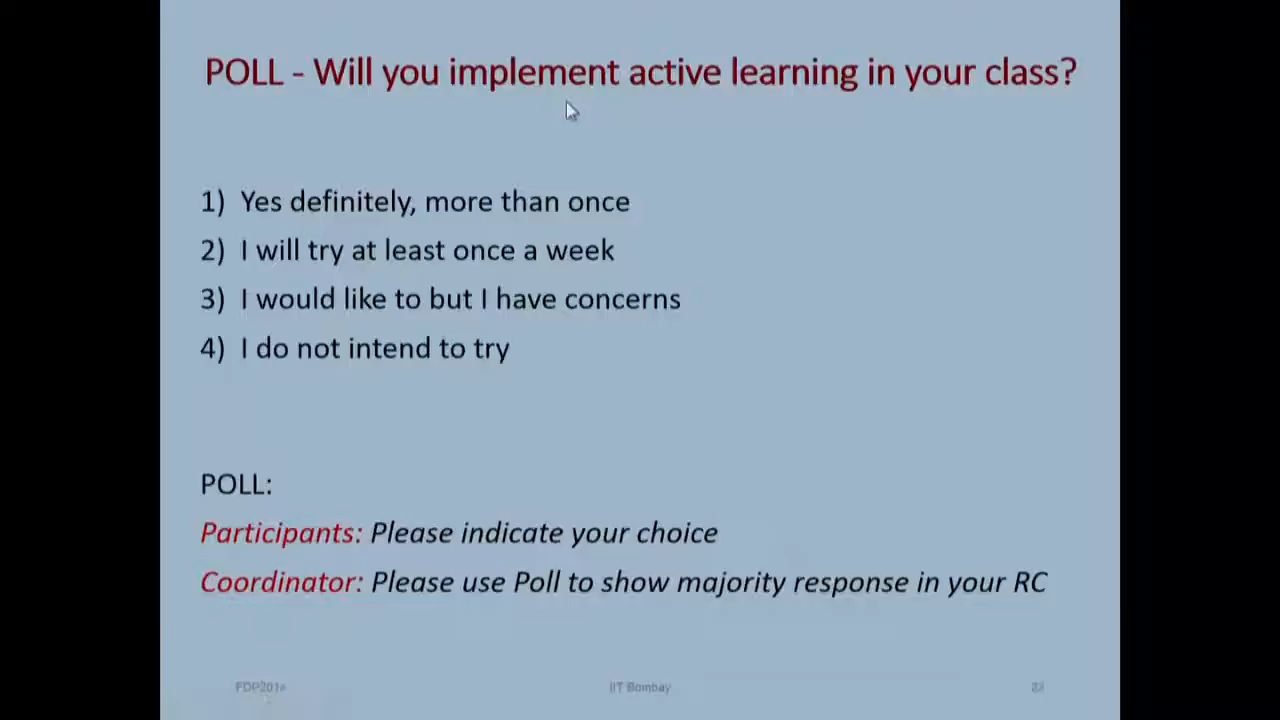 POLL - Will you implement active learning in your class?
1) Yes definitely, more than once
2) I will try at least once a week
3) I would like to but I have concerns
4) I do not intend to try
POLL:
Participants: Please indicate your choice
Coordinator: Please use Poll to show majority response in your RC
IIT Bombay